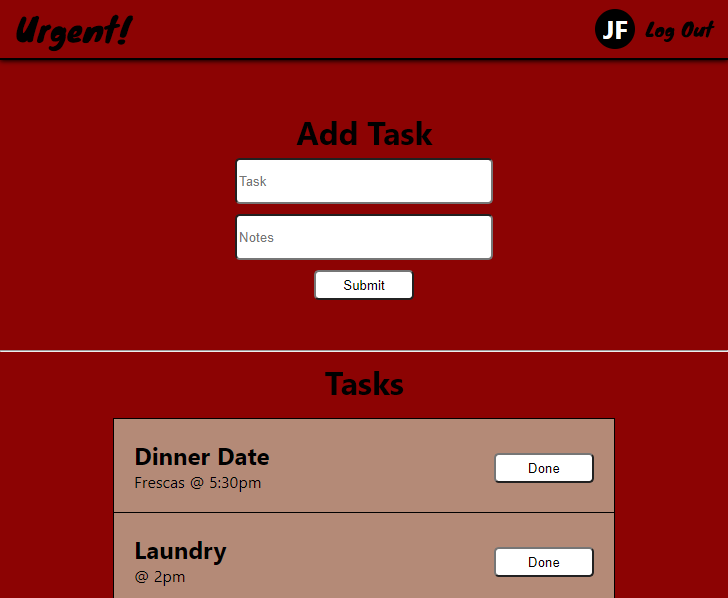 Urgent!
JF Log Out
Add Task
Task
Notes
Submit
Tasks
Dinner Date
Frescas @ 5:30pm
Done
Laundry
@ 2pm
Done